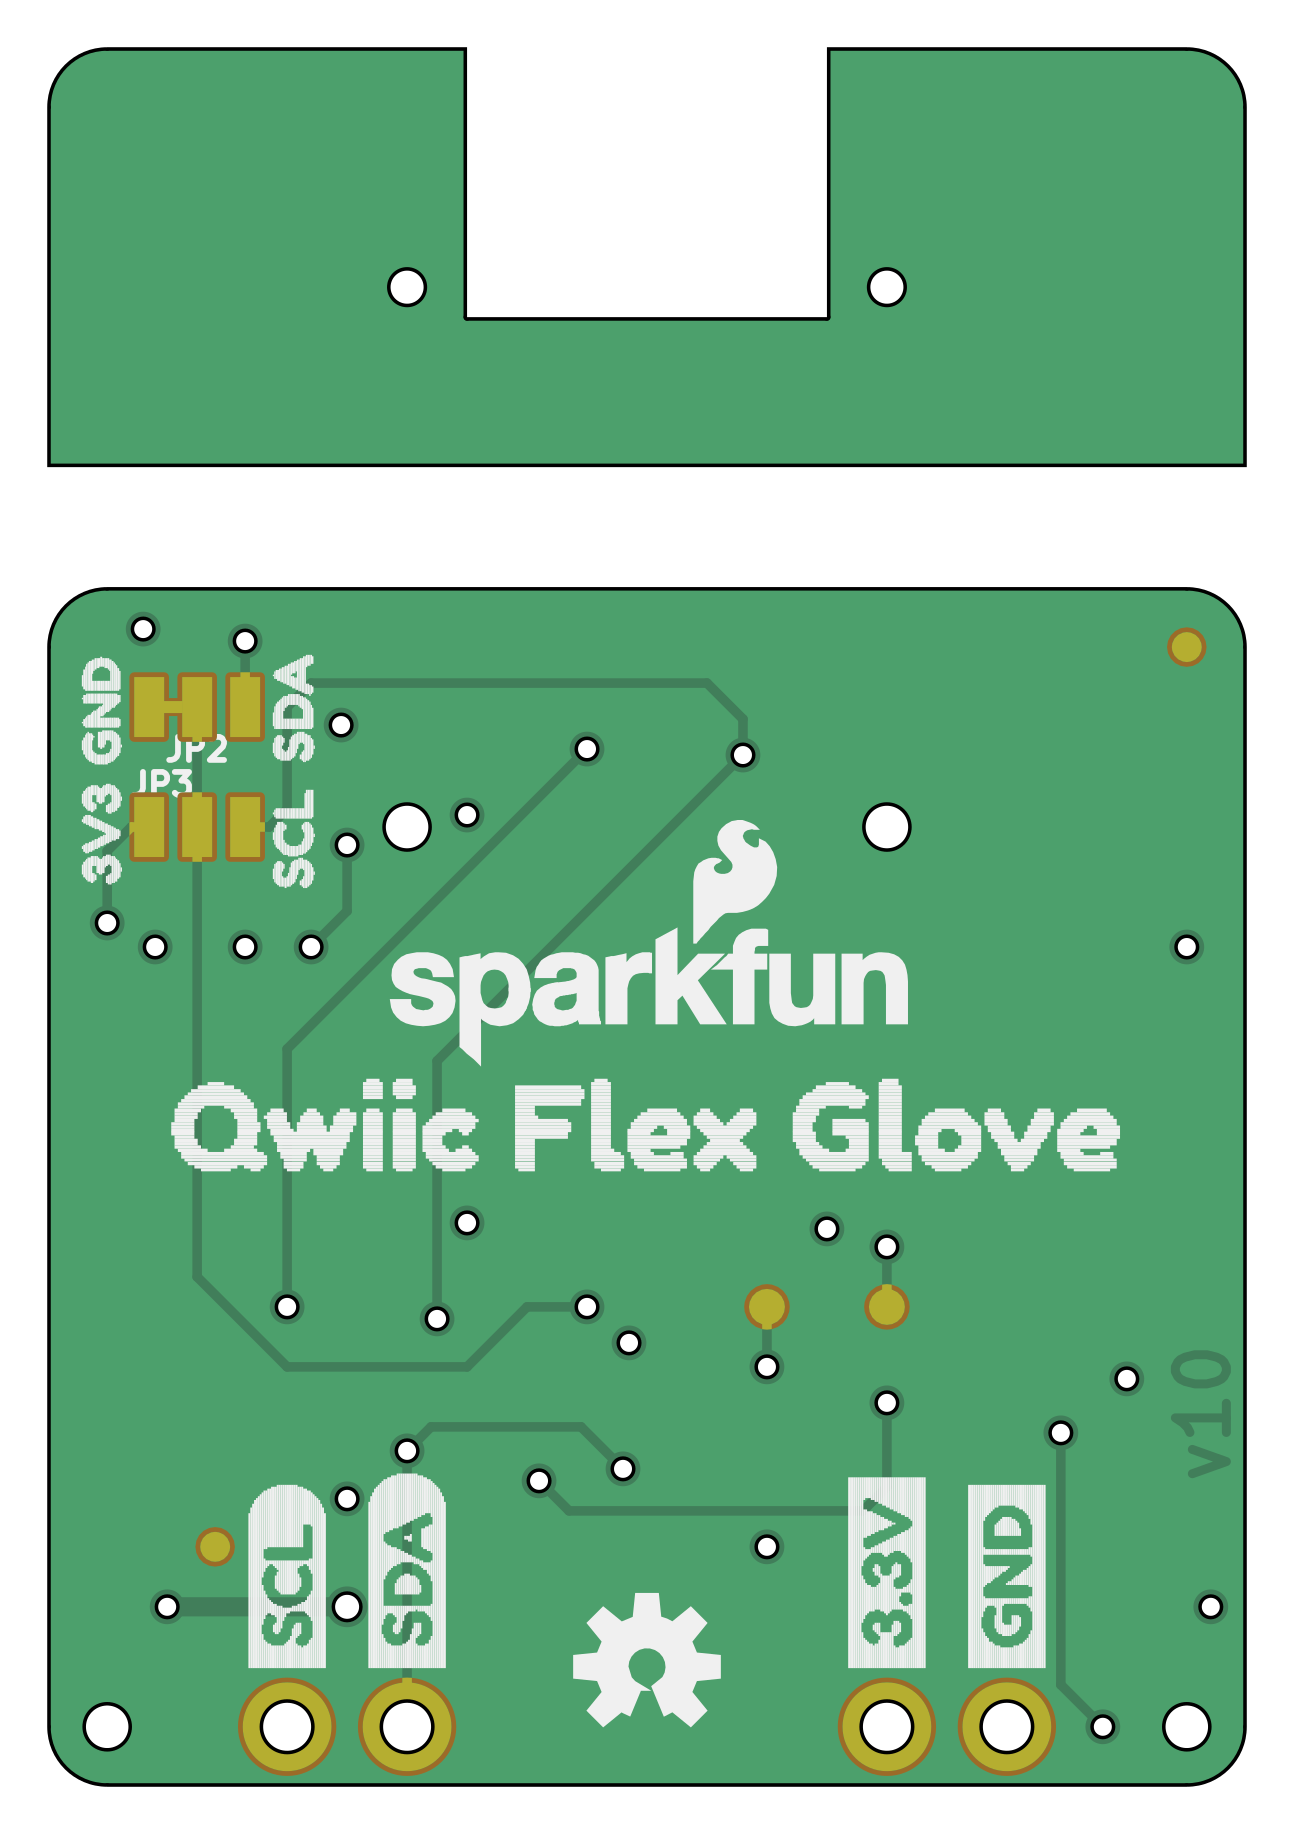 GND
SDA
JP2
JP3
3V3
SCL
sparkfun
Qwiic Flex Glove
v10
SCL
SDA
3.3V
GND